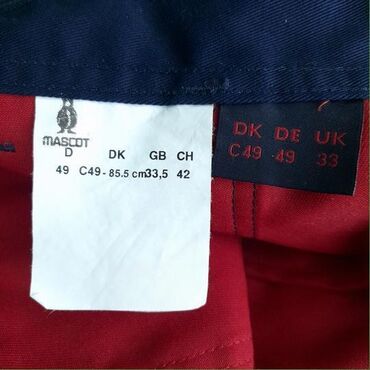 MASCOT
D DK GB CH
49 C49 - 85.5 cm 33,5 42
DK DE UK
C49 - 49 33